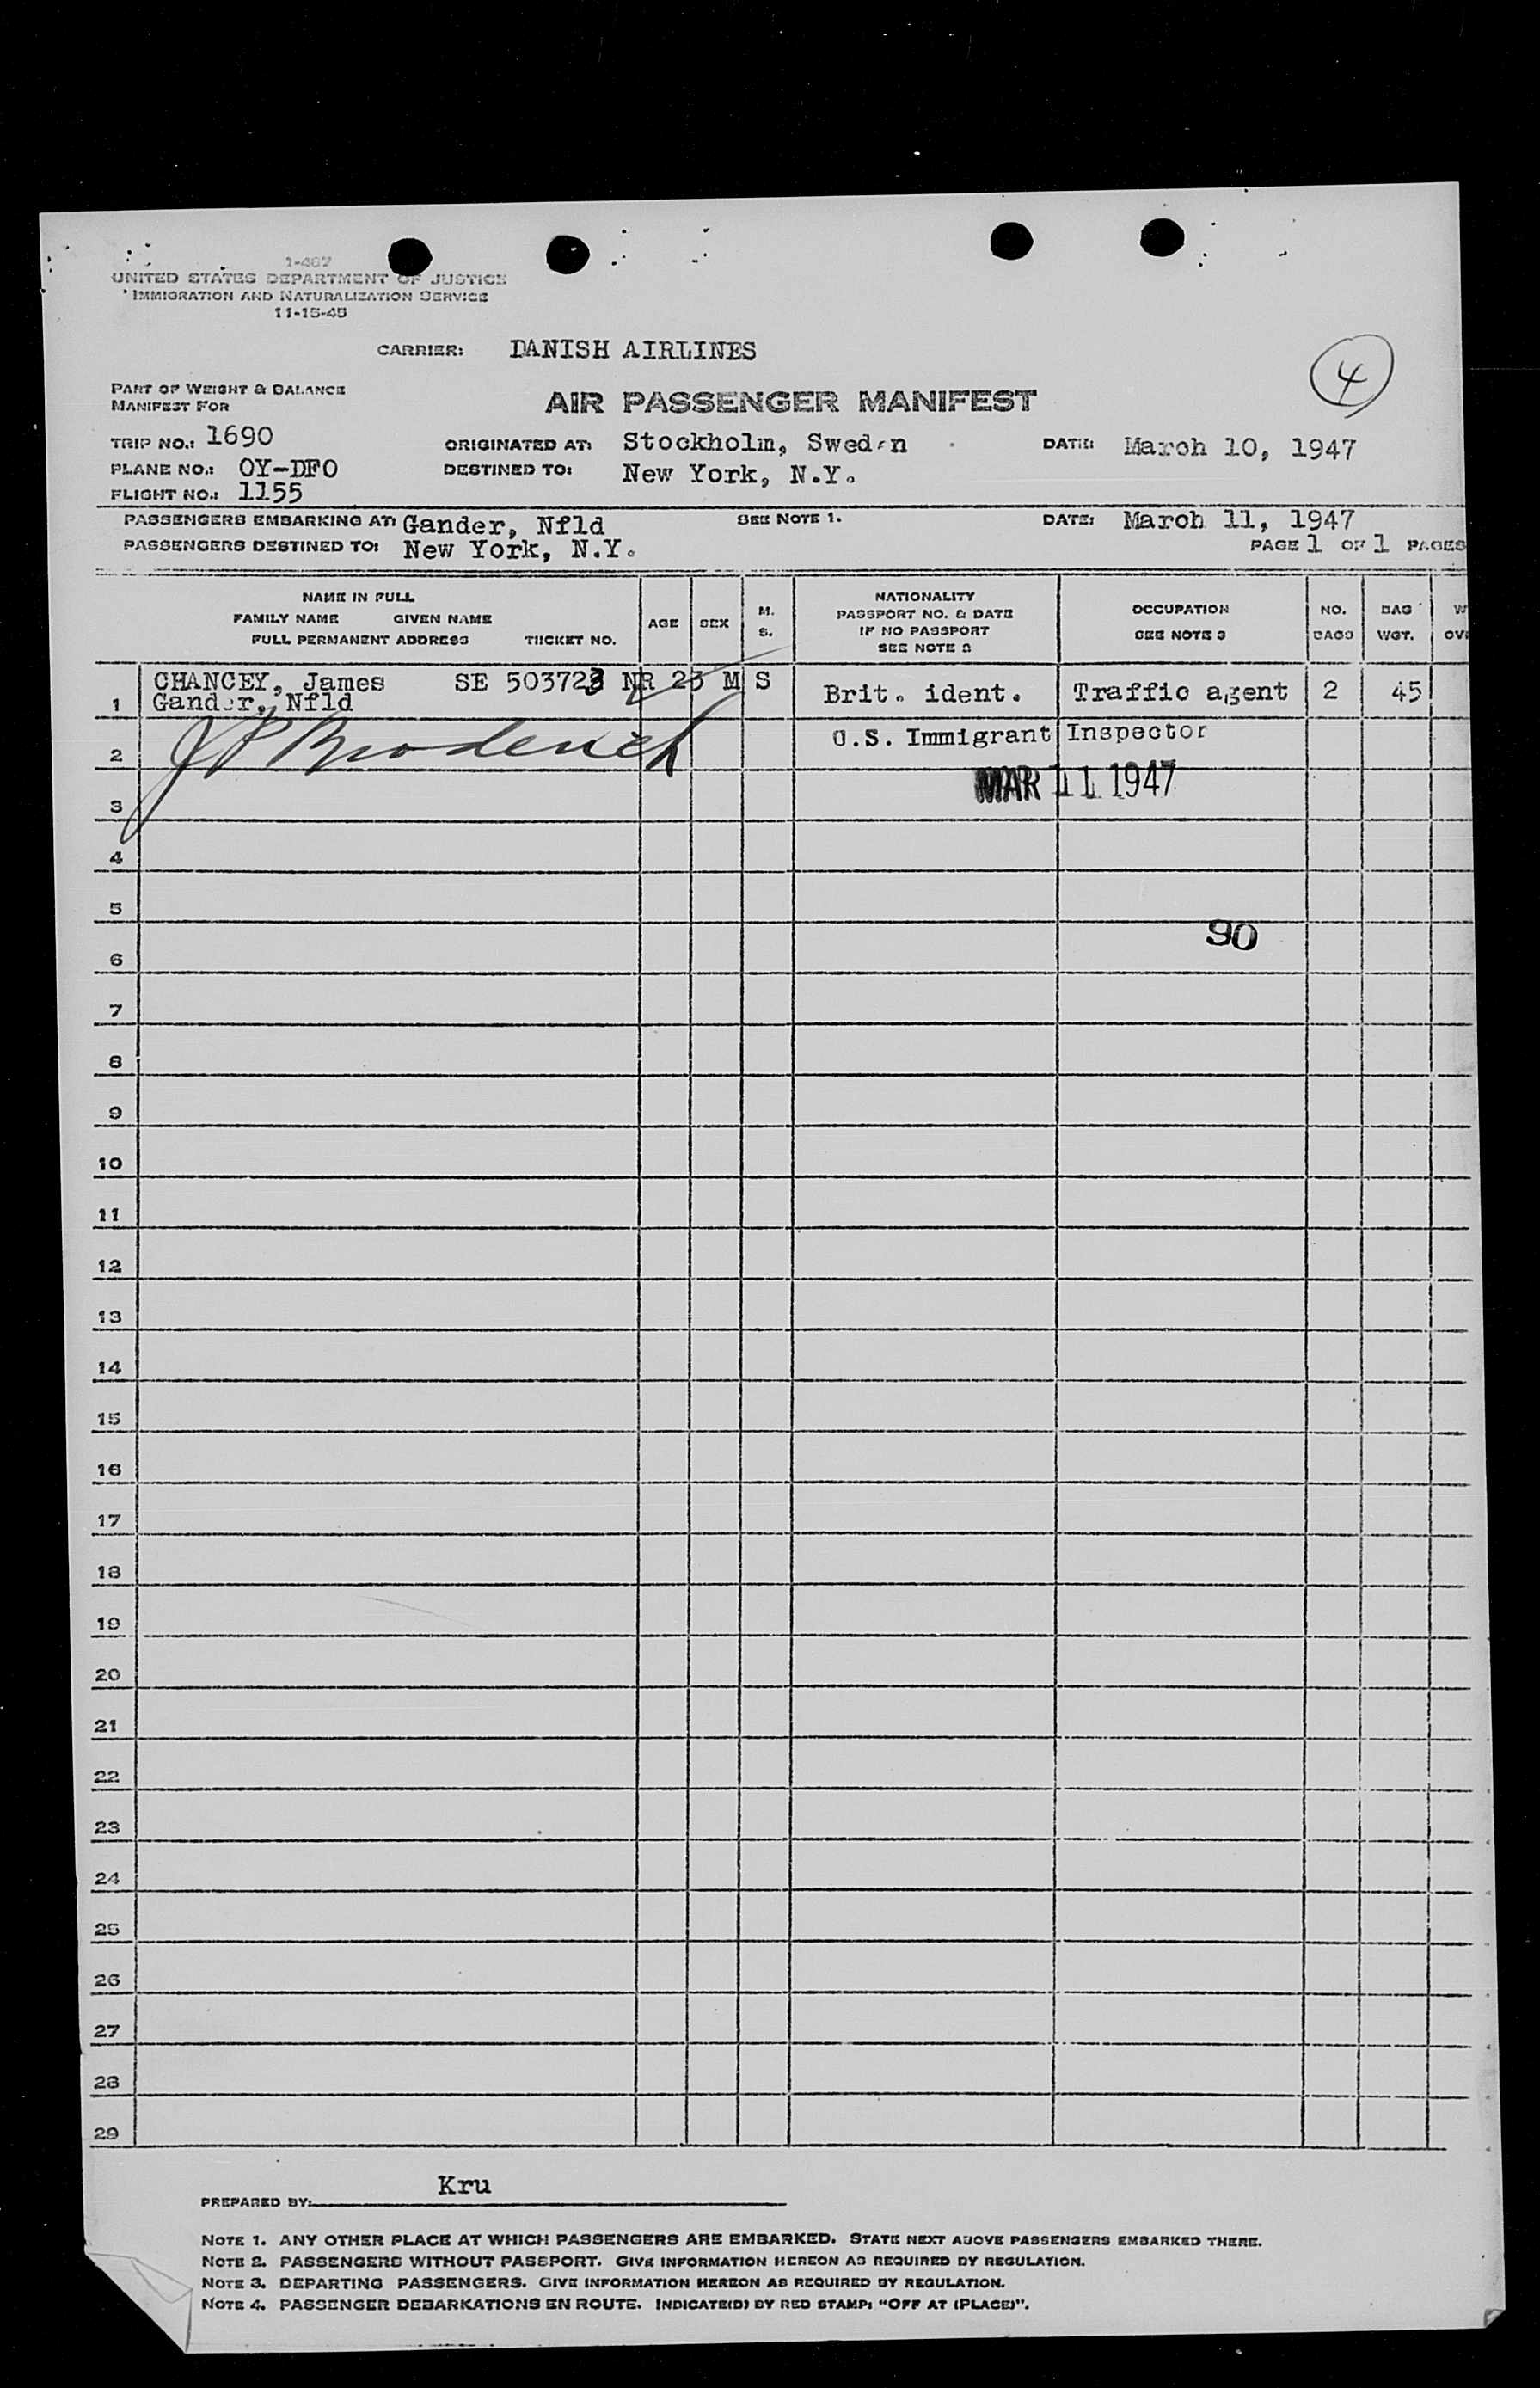 1-467
UNITED STATES DEPARTMENT OF JUSTICE
IMMIGRATION AND NATURALIZATION SERVICE
11-15-45
CARRIER: DANISH AIRLINES
4
PART OF WEIGHT & BALANCE
MANIFEST FOR
AIR PASSENGER MANIFEST
TRIP NO.: 1690 ORIGINATED AT: Stockholm, Sweden DATE: March 10, 1947
PLANE NO.: OY-DFO DESTINED TO: New York, N.Y.
FLIGHT NO.: 1155
PASSENGERS EMBARKING AT: Gander, Nfld SEE NOTE 1. DATE: March 11, 1947
PASSENGERS DESTINED TO: New York, N.Y. PAGE 1 OF 1 PAGES
NAME IN FULL
FAMILY NAME GIVEN NAME
FULL PERMANENT ADDRESS TICKET NO.
AGE SEX M. S.
NATIONALITY
PASSPORT NO. & DATE
IF NO PASSPORT
SEE NOTE 2
OCCUPATION
SEE NOTE 3
NO. BAGS
BAG WGT.
1 CHANCEY, James SE 503723 NR 23 M S Brit. ident. Traffic agent 2 45
Gander, Nfld
2 J P Broderick U.S. Immigrant Inspector
3 MAR 11 1947
4
5
90
6
7
8
9
10
11
12
13
14
15
16
17
18
19
20
21
22
23
24
25
26
27
28
29
PREPARED BY: Kru
NOTE 1. ANY OTHER PLACE AT WHICH PASSENGERS ARE EMBARKED. STATE NEXT ABOVE PASSENGERS EMBARKED THERE.
NOTE 2. PASSENGERS WITHOUT PASSPORT. GIVE INFORMATION HEREON AS REQUIRED BY REGULATION.
NOTE 3. DEPARTING PASSENGERS. GIVE INFORMATION HEREON AS REQUIRED BY REGULATION.
NOTE 4. PASSENGER DEBARKATIONS EN ROUTE. INDICATE(D) BY RED STAMP: "OFF AT (PLACE)".